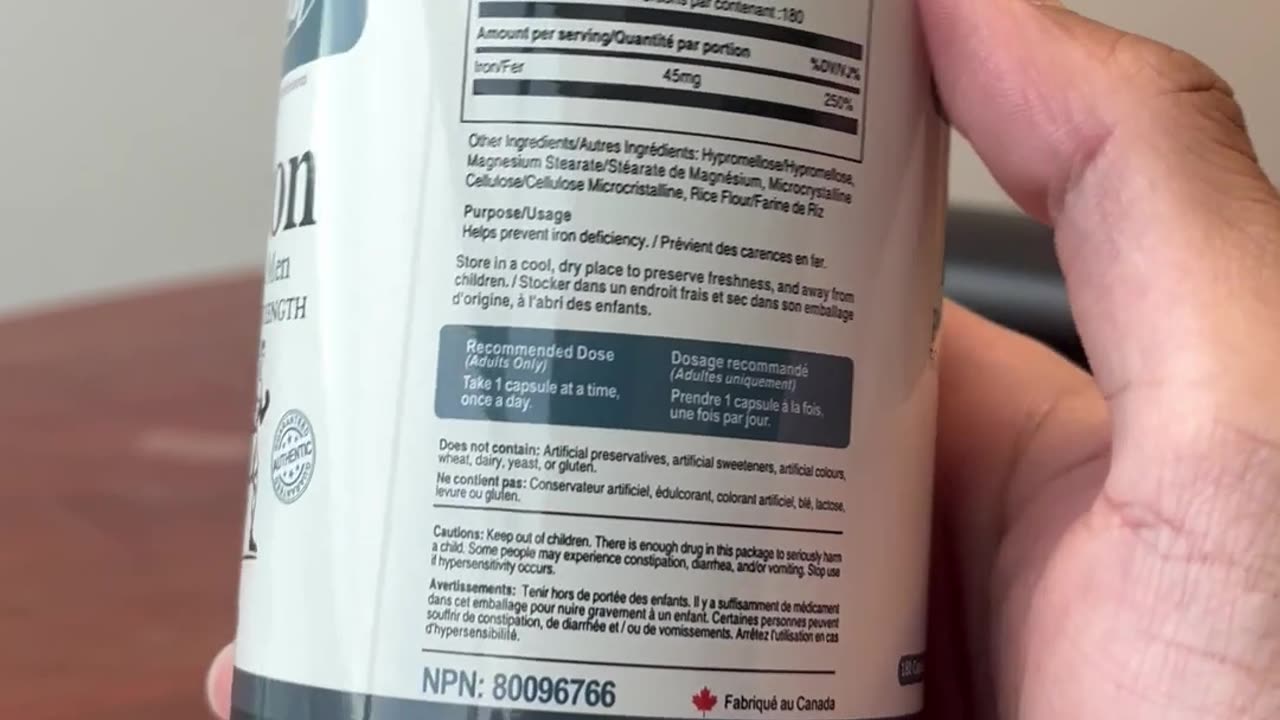 par contenant :180
Amount per serving/Quantité par portion
%DV/VJ%
Iron/Fer 45mg 250%
Other Ingredients/Autres Ingrédients: Hypromellose/Hypromellose,
Magnesium Stearate/Stéarate de Magnésium, Microcrystalline
Cellulose/Cellulose Microcristalline, Rice Flour/Farine de Riz
Purpose/Usage
Helps prevent iron deficiency. / Prévient des carences en fer.
Store in a cool, dry place to preserve freshness, and away from
children. / Stocker dans un endroit frais et sec dans son emballage
d'origine, à l'abri des enfants.
Recommended Dose
(Adults Only)
Take 1 capsule at a time,
once a day.
Dosage recommandé
(Adultes uniquement)
Prendre 1 capsule à la fois,
une fois par jour.
Does not contain: Artificial preservatives, artificial sweeteners, artificial colours,
wheat, dairy, yeast, or gluten.
Ne contient pas: Conservateur artificiel, édulcorant, colorant artificiel, blé, lactose,
levure ou gluten.
Cautions: Keep out of children. There is enough drug in this package to seriously harm
a child. Some people may experience constipation, diarrhea, and/or vomiting. Stop use
if hypersensitivity occurs.
Avertissements: Tenir hors de portée des enfants. Il y a suffisamment de médicament
dans cet emballage pour nuire gravement à un enfant. Certaines personnes peuvent
souffrir de constipation, de diarrhée et / ou de vomissements. Arrêtez l'utilisation en cas
d'hypersensibilité.
NPN: 80096766
Fabriqué au Canada
on
Men
ENGTH
AUTHENTIC
180